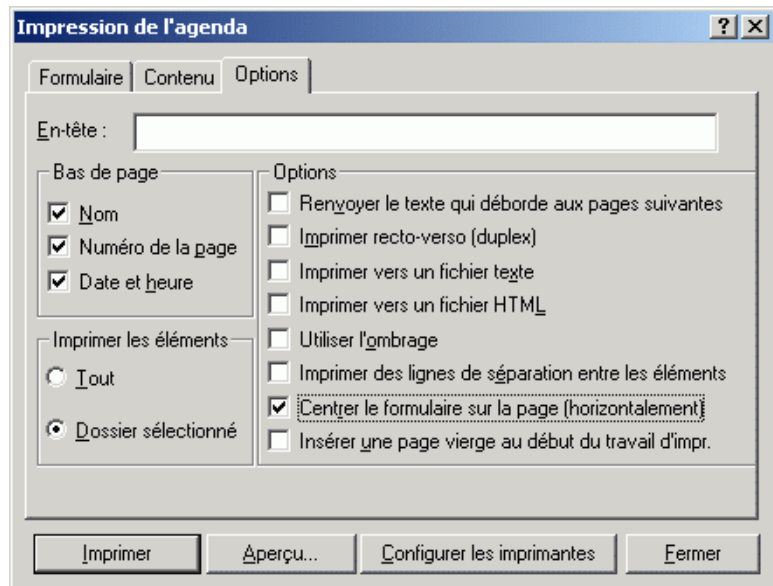 Impression de l'agenda
Formulaire Contenu Options
En-tête :
Bas de page
Nom
Numéro de la page
Date et heure
Imprimer les éléments
Tout
Dossier sélectionné
Options
Renvoyer le texte qui déborde aux pages suivantes
Imprimer recto-verso (duplex)
Imprimer vers un fichier texte
Imprimer vers un fichier HTML
Utiliser l'ombrage
Imprimer des lignes de séparation entre les éléments
Centrer le formulaire sur la page (horizontalement)
Insérer une page vierge au début du travail d'impr.
Imprimer Aperçu... Configurer les imprimantes Fermer